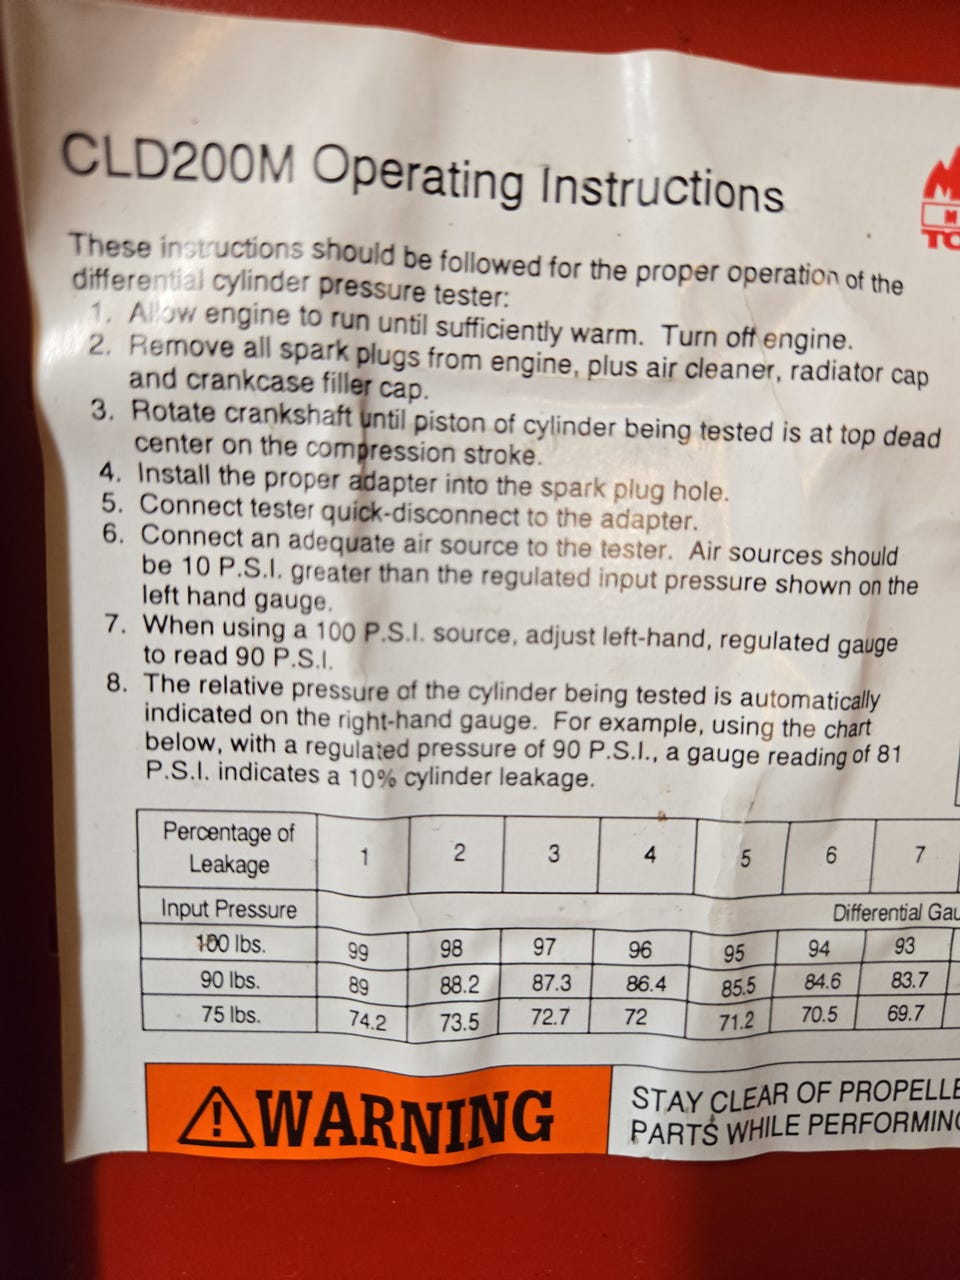 CLD200M Operating Instructions
These instructions should be followed for the proper operation of the
differential cylinder pressure tester:
1. Allow engine to run until sufficiently warm. Turn off engine.
2. Remove all spark plugs from engine, plus air cleaner, radiator cap
and crankcase filler cap.
3. Rotate crankshaft until piston of cylinder being tested is at top dead
center on the compression stroke.
4. Install the proper adapter into the spark plug hole.
5. Connect tester quick-disconnect to the adapter.
6. Connect an adequate air source to the tester. Air sources should
be 10 P.S.I. greater than the regulated input pressure shown on the
left hand gauge.
7. When using a 100 P.S.I. source, adjust left-hand, regulated gauge
to read 90 P.S.I.
8. The relative pressure of the cylinder being tested is automatically
indicated on the right-hand gauge. For example, using the chart
below, with a regulated pressure of 90 P.S.I., a gauge reading of 81
P.S.I. indicates a 10% cylinder leakage.
Percentage of
Leakage 1 2 3 4 5 6 7
Input Pressure Differential Gau
100 lbs. 99 98 97 96 95 94 93
90 lbs. 89 88.2 87.3 86.4 85.5 84.6 83.7
75 lbs. 74.2 73.5 72.7 72 71.2 70.5 69.7
WARNING
STAY CLEAR OF PROPELLE
PARTS WHILE PERFORMING